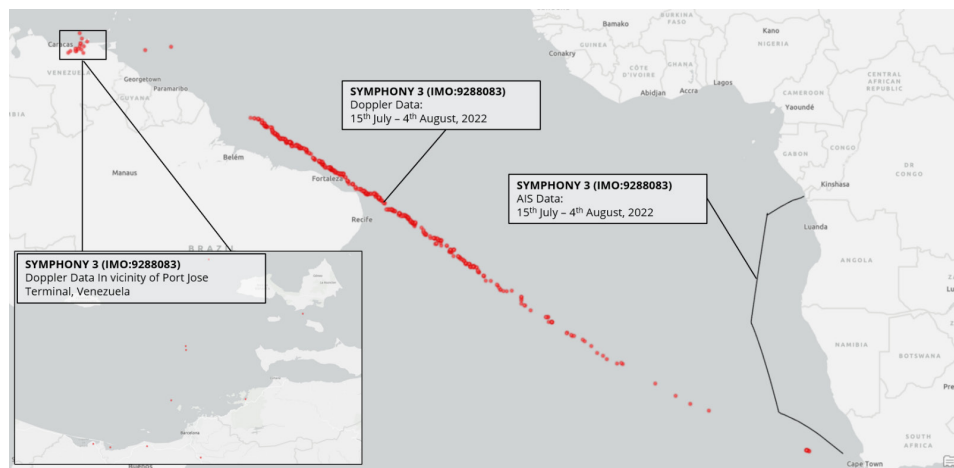 Bamako
BURKINA
FASO
Kano
NIGERIA
Conakry
GUINEA
CÔTE
D'IVOIRE
GHANA
Abidjan
Accra
Lagos
CAMEROON
Yaoundé
CENTRAL
AFRICAN
REPUBLIC
Caracas
VENEZUELA
Georgetown
Paramaribo
GUYANA
SYMPHONY 3 (IMO:9288083)
Doppler Data:
15th July – 4th August, 2022
GABON
CONGO
DR
CONGO
Kinshasa
Belém
Manaus
Fortaleza
Recife
SYMPHONY 3 (IMO:9288083)
AIS Data:
15th July – 4th August, 2022
Luanda
ANGOLA
BRAZIL
SYMPHONY 3 (IMO:9288083)
Doppler Data In vicinity of Port Jose
Terminal, Venezuela
NAMIBIA
BOTSWANA
Barcelona
SOUTH
AFRICA
Cape Town